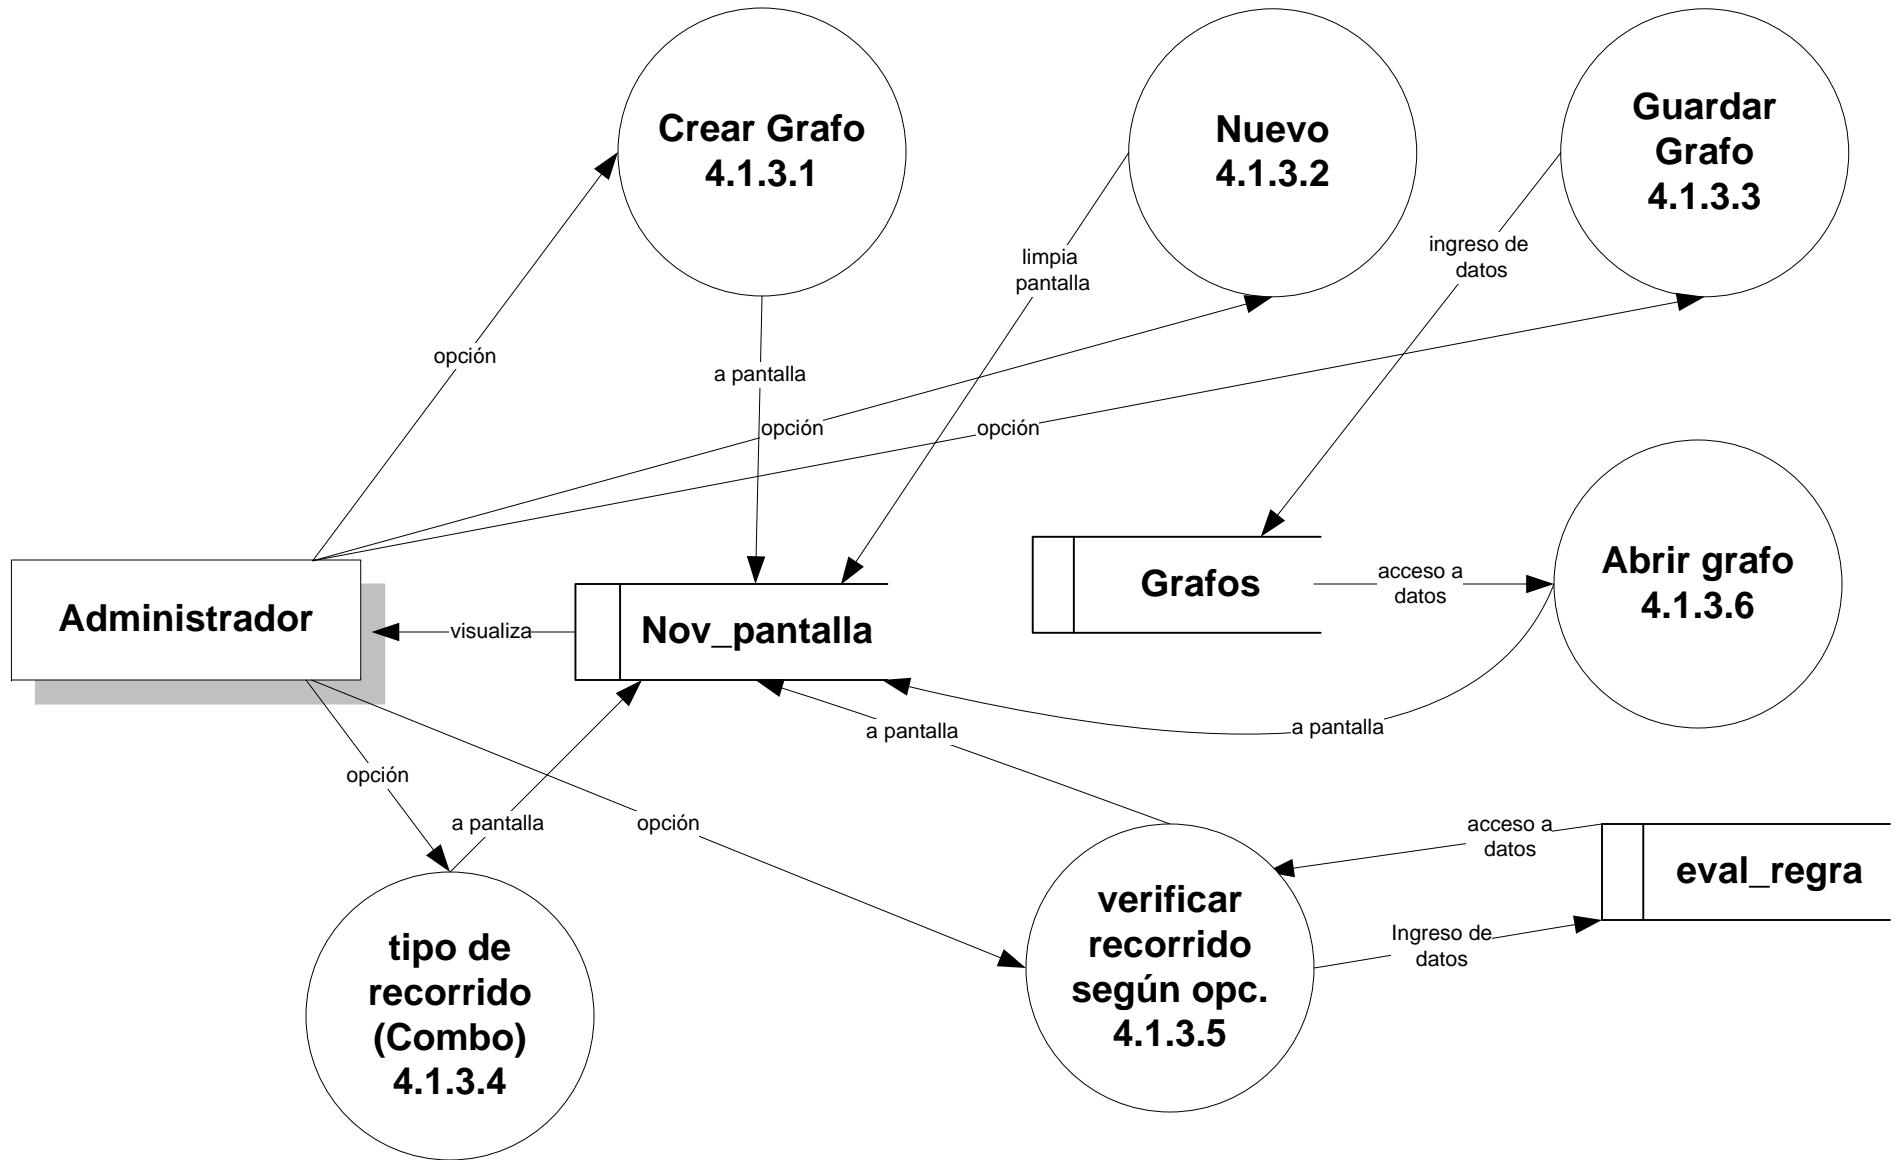 Crear Grafo
4.1.3.1
Nuevo
4.1.3.2
Guardar
Grafo
4.1.3.3
limpia
pantalla
ingreso de
datos
opción
a pantalla
opción
opción
Administrador
visualiza
Nov_pantalla
Grafos
acceso a
datos
Abrir grafo
4.1.3.6
a pantalla
a pantalla
opción
a pantalla
opción
acceso a
datos
eval_regra
Ingreso de
datos
tipo de
recorrido
(Combo)
4.1.3.4
verificar
recorrido
según opc.
4.1.3.5